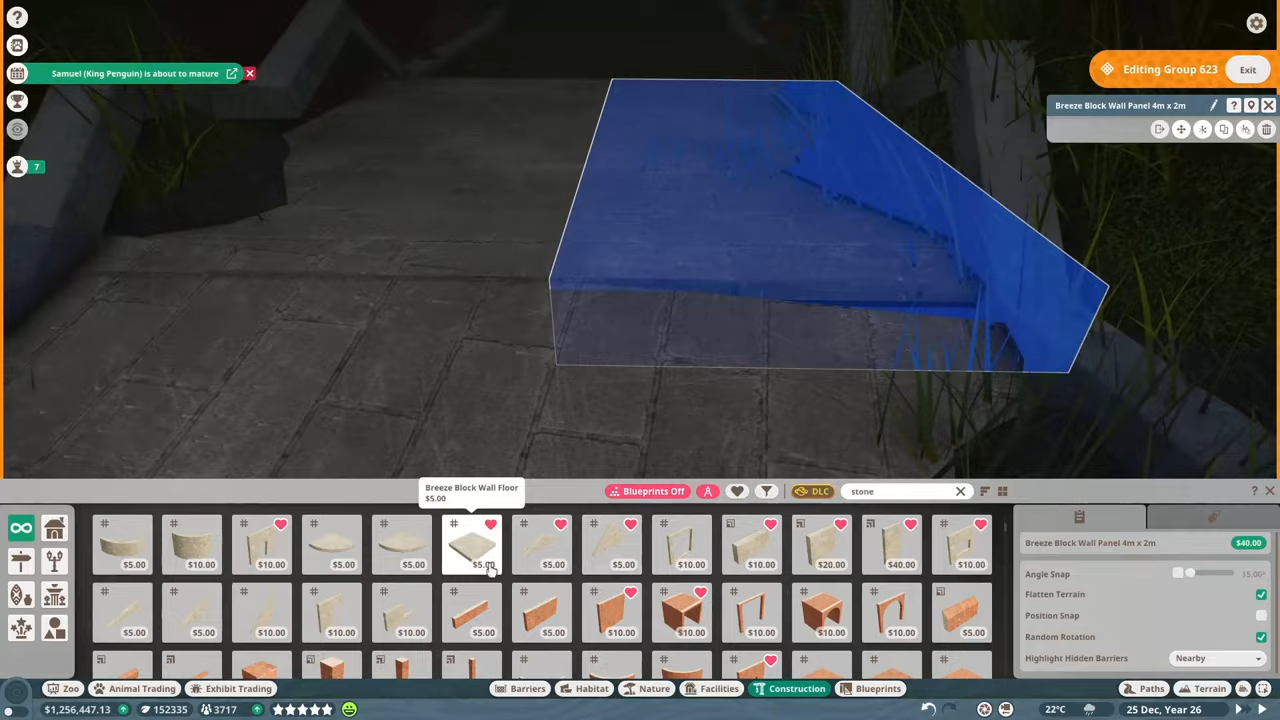 ?
Samuel (King Penguin) is about to mature
Editing Group 623
Exit
Breeze Block Wall Panel 4m x 2m
?
7
Breeze Block Wall Floor
$5.00
Blueprints Off
DLC
stone
?
$5.00
$5.00
$10.00
$5.00
$5.00
$5.00
$5.00
$5.00
$10.00
$10.00
$20.00
$40.00
$10.00
$5.00
$5.00
$5.00
$10.00
$10.00
$5.00
$5.00
$10.00
$10.00
$10.00
$10.00
$10.00
$5.00
Breeze Block Wall Panel 4m x 2m
$40.00
Angle Snap
15.00°
Flatten Terrain
Position Snap
Random Rotation
Highlight Hidden Barriers
Nearby
Zoo
Animal Trading
Exhibit Trading
Barriers
Habitat
Nature
Facilities
Construction
Blueprints
Paths
Terrain
$1,256,447.13
152335
3717
22°C
25 Dec, Year 26